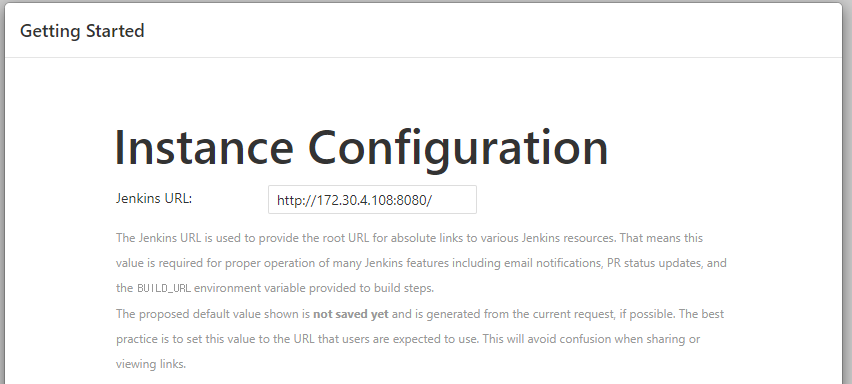 Getting Started
Instance Configuration
Jenkins URL: http://172.30.4.108:8080/
The Jenkins URL is used to provide the root URL for absolute links to various Jenkins resources. That means this
value is required for proper operation of many Jenkins features including email notifications, PR status updates, and
the BUILD_URL environment variable provided to build steps.
The proposed default value shown is not saved yet and is generated from the current request, if possible. The best
practice is to set this value to the URL that users are expected to use. This will avoid confusion when sharing or
viewing links.